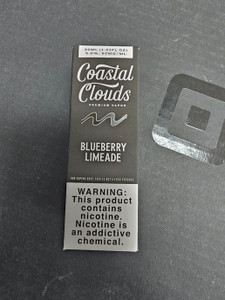 Coastal
Clouds
PREMIUM VAPOR
BLUEBERRY
LIMEADE
WARNING:
This product
contains
nicotine.
Nicotine is
an addictive
chemical.